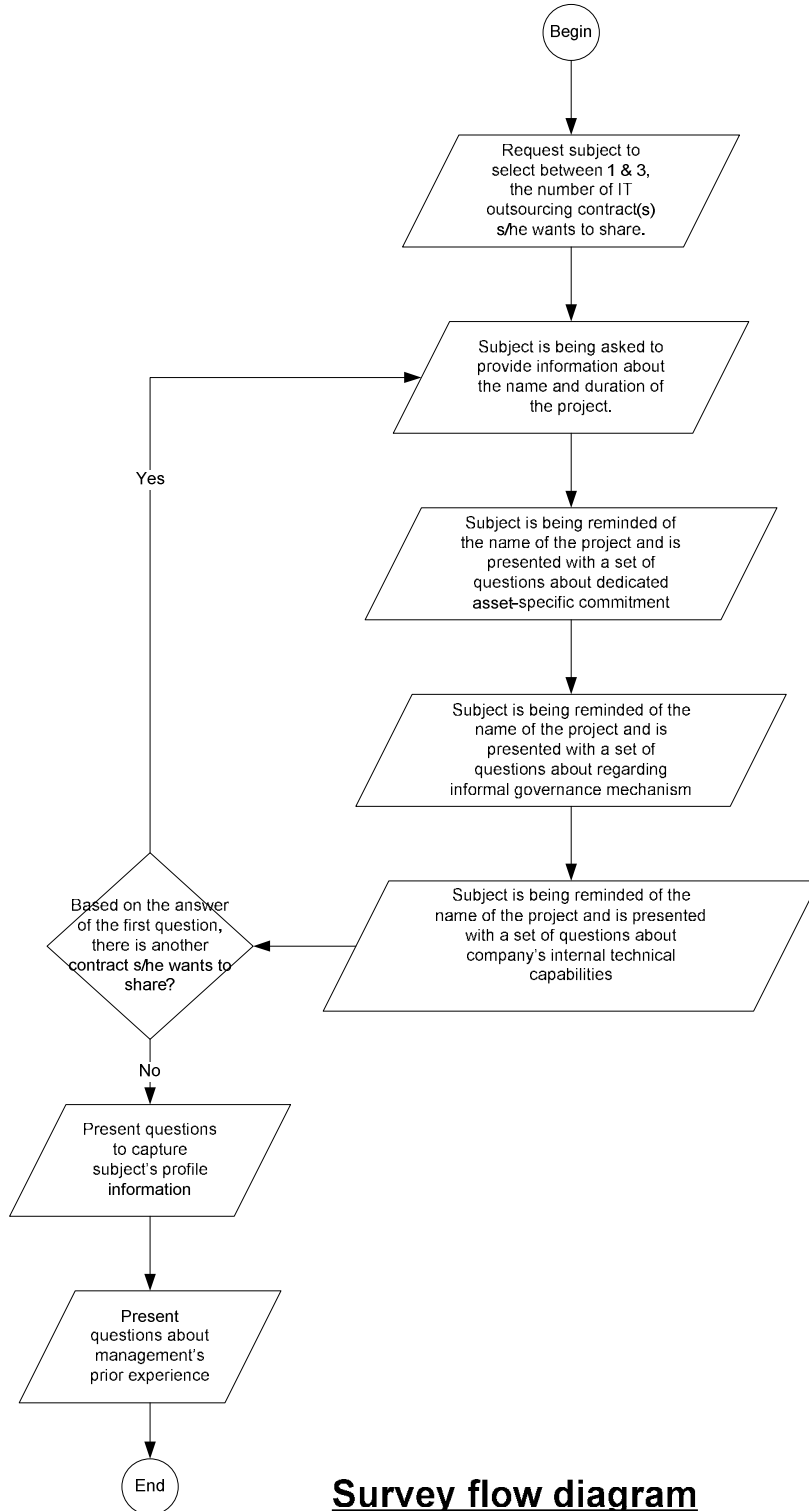 Begin
Request subject to
select between 1 & 3,
the number of IT
outsourcing contract(s)
s/he wants to share.
Subject is being asked to
provide information about
the name and duration of
the project.
Yes
Subject is being reminded of
the name of the project and is
presented with a set of
questions about dedicated
asset-specific commitment
Subject is being reminded of the
name of the project and is
presented with a set of
questions about regarding
informal governance mechanism
Subject is being reminded of the
name of the project and is presented
with a set of questions about
company's internal technical
capabilities
Based on the answer
of the first question,
there is another
contract s/he wants to
share?
No
Present questions
to capture
subject's profile
information
Present
questions about
management's
prior experience
End
Survey flow diagram